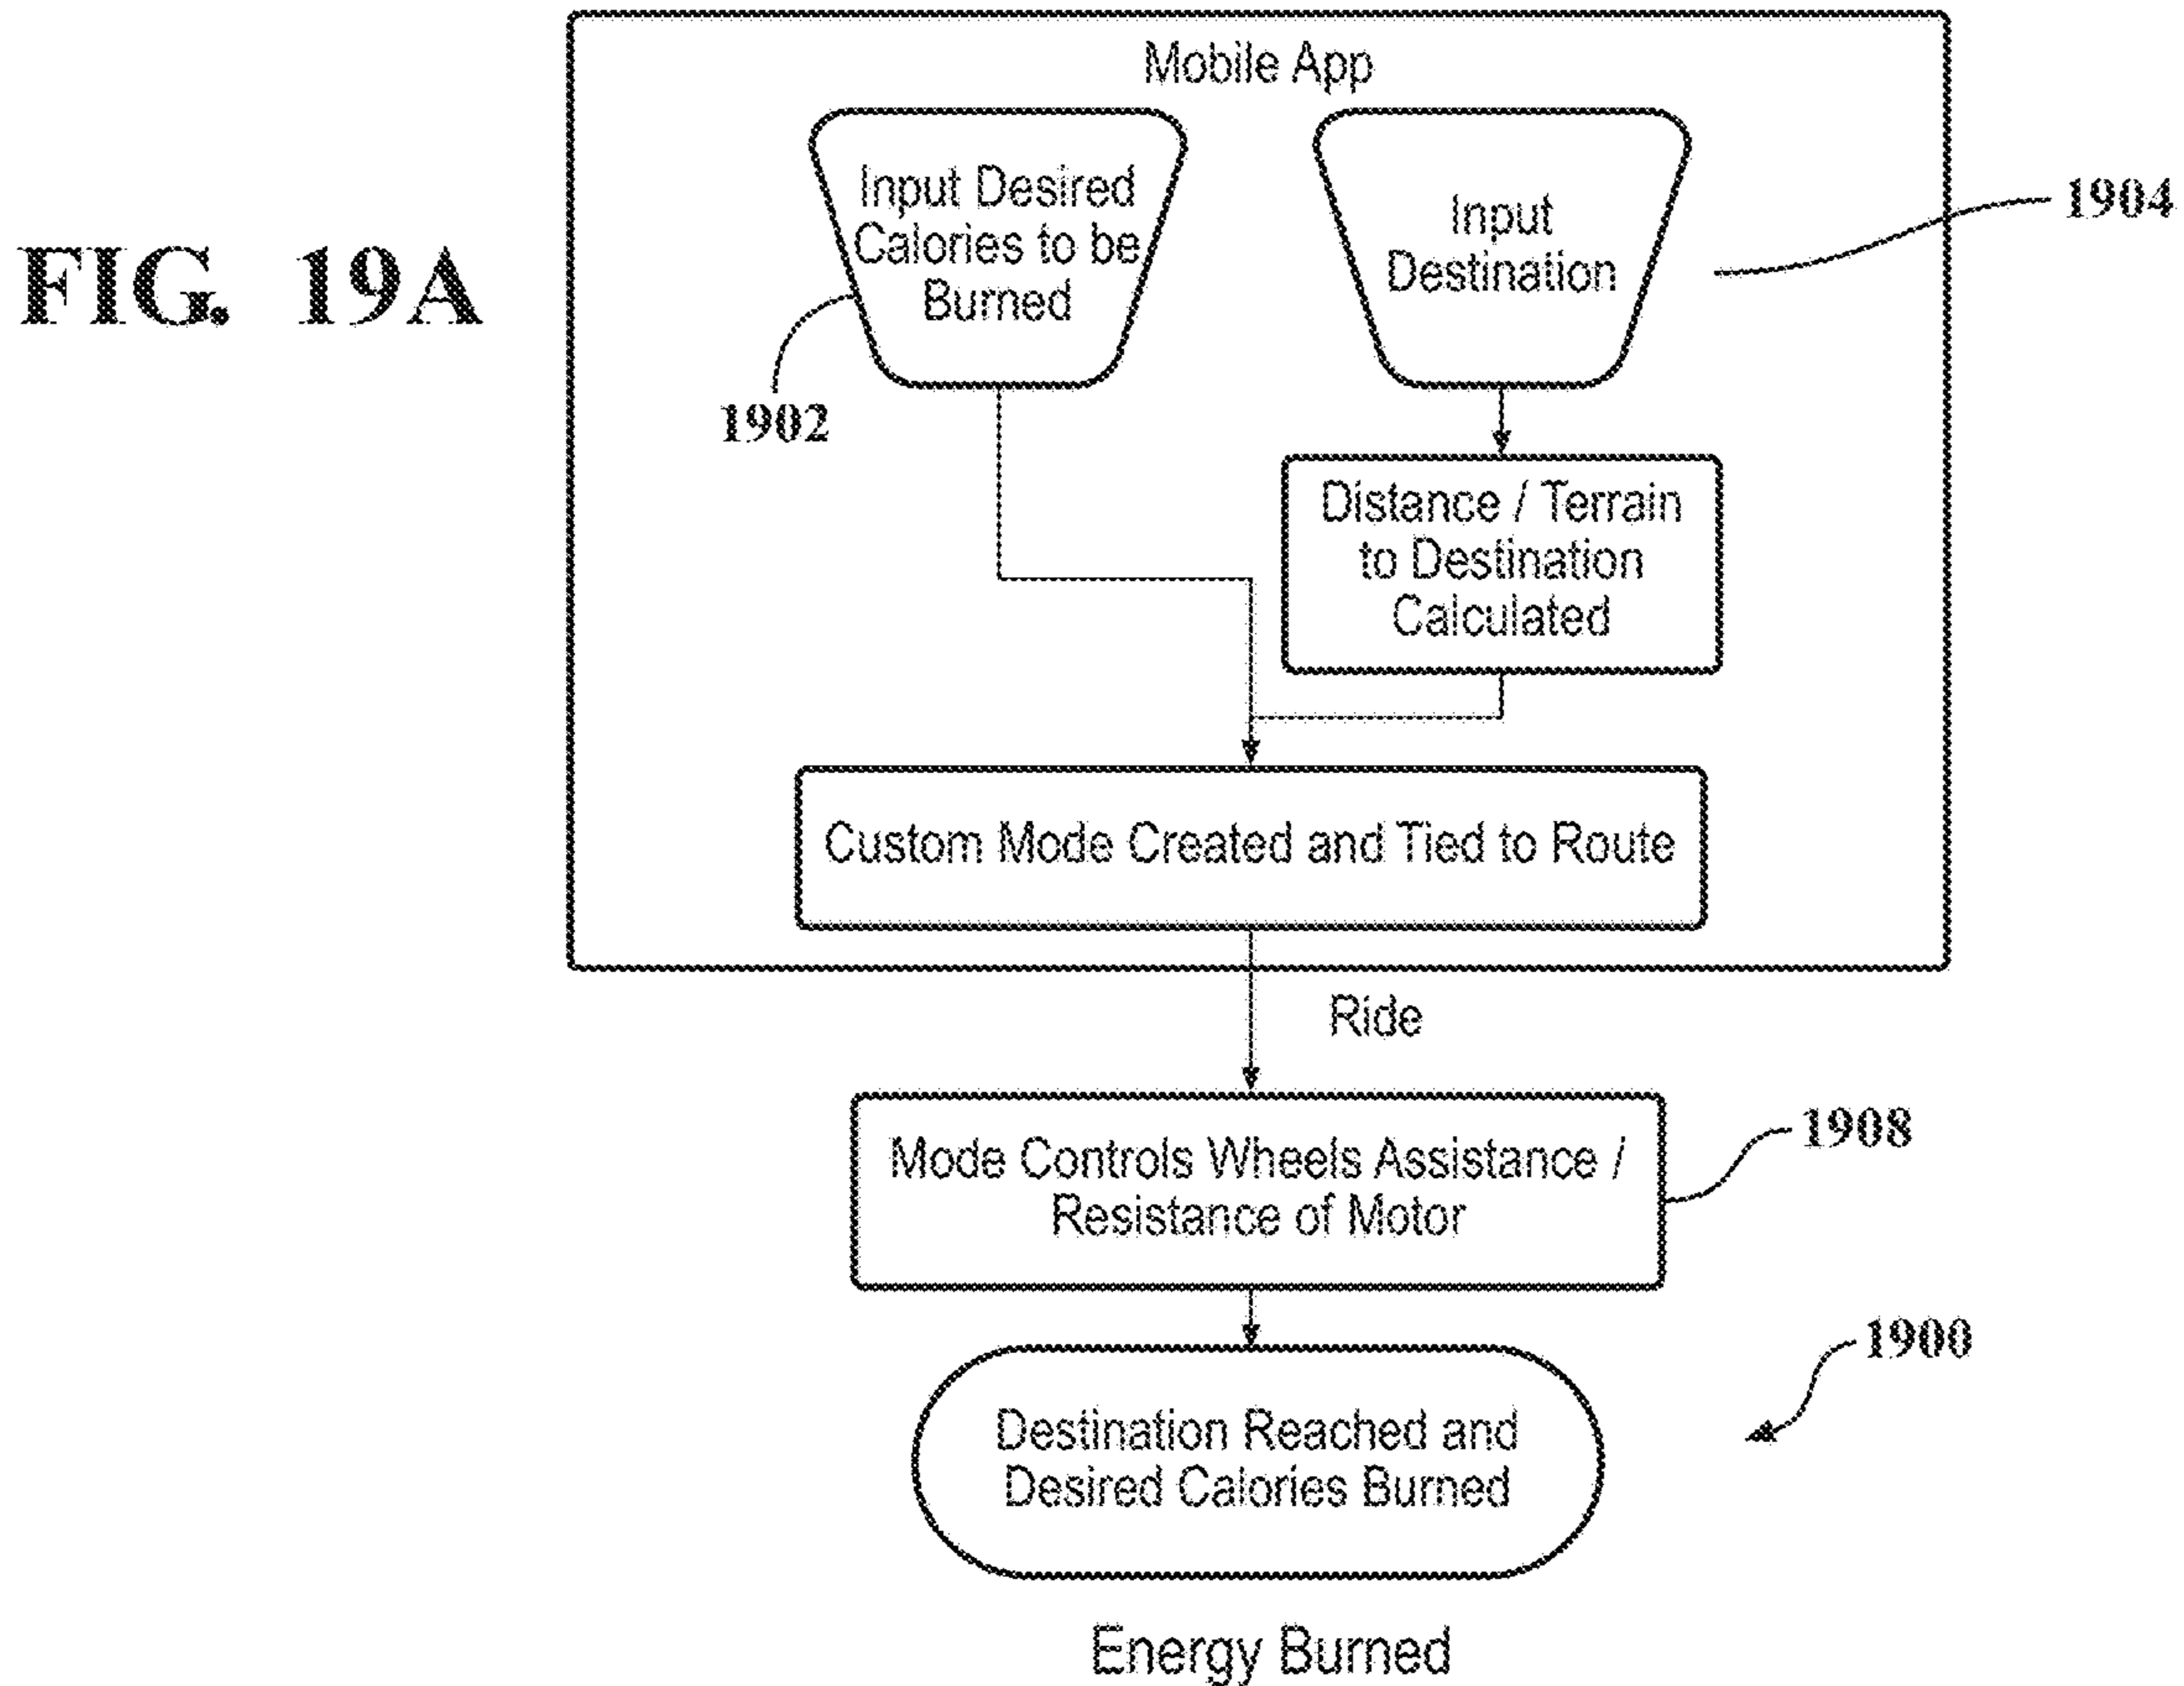 FIG. 19A
Mobile App
Input Desired
Calories to be
Burned
1902
Input
Destination
1904
Distance / Terrain
to Destination
Calculated
Custom Mode Created and Tied to Route
Ride
Mode Controls Wheels Assistance /
Resistance of Motor
1908
Destination Reached and
Desired Calories Burned
1900
Energy Burned